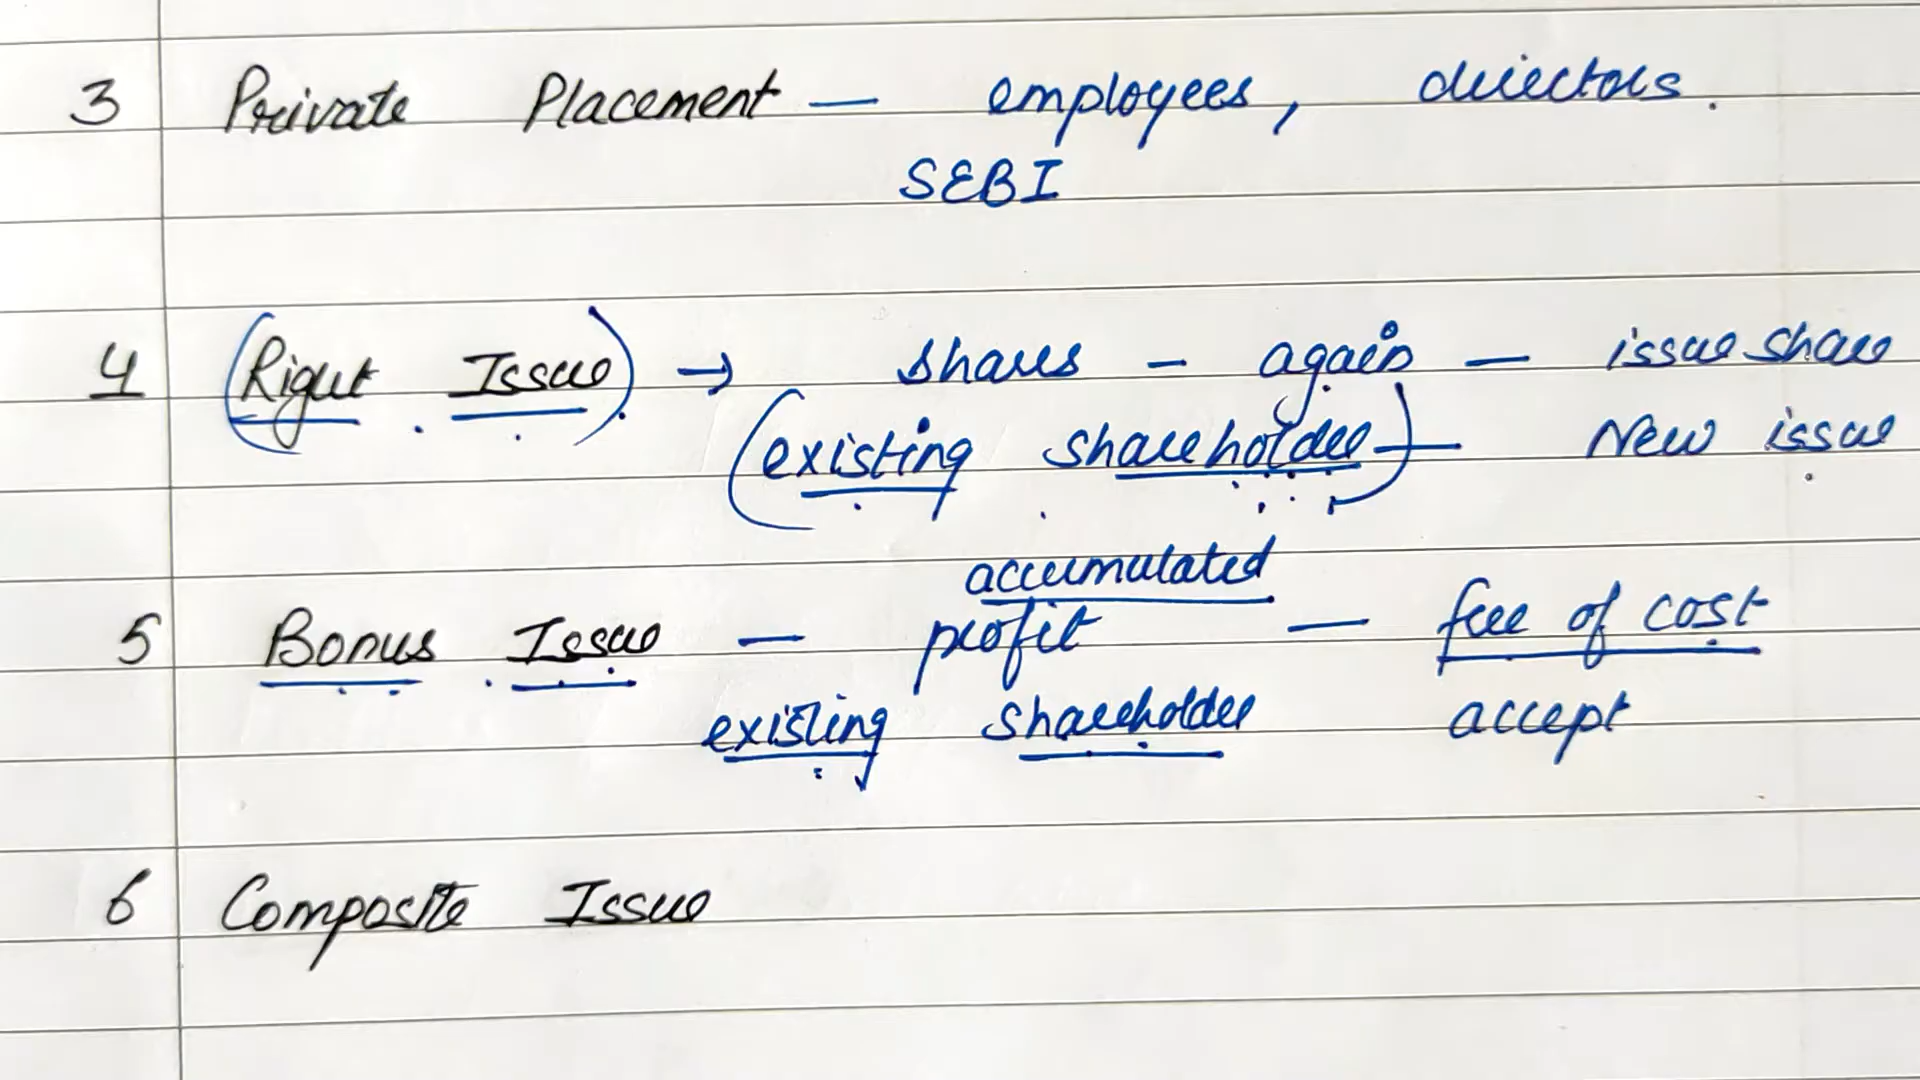 3 Private Placement — employees, directors.
SEBI
4 (Right Issue) → shares - again — issue share
(existing shareholder) — New issue
accumulated
5 Bonus Issue — profit — free of cost
existing shareholder accept
6 Composite Issue